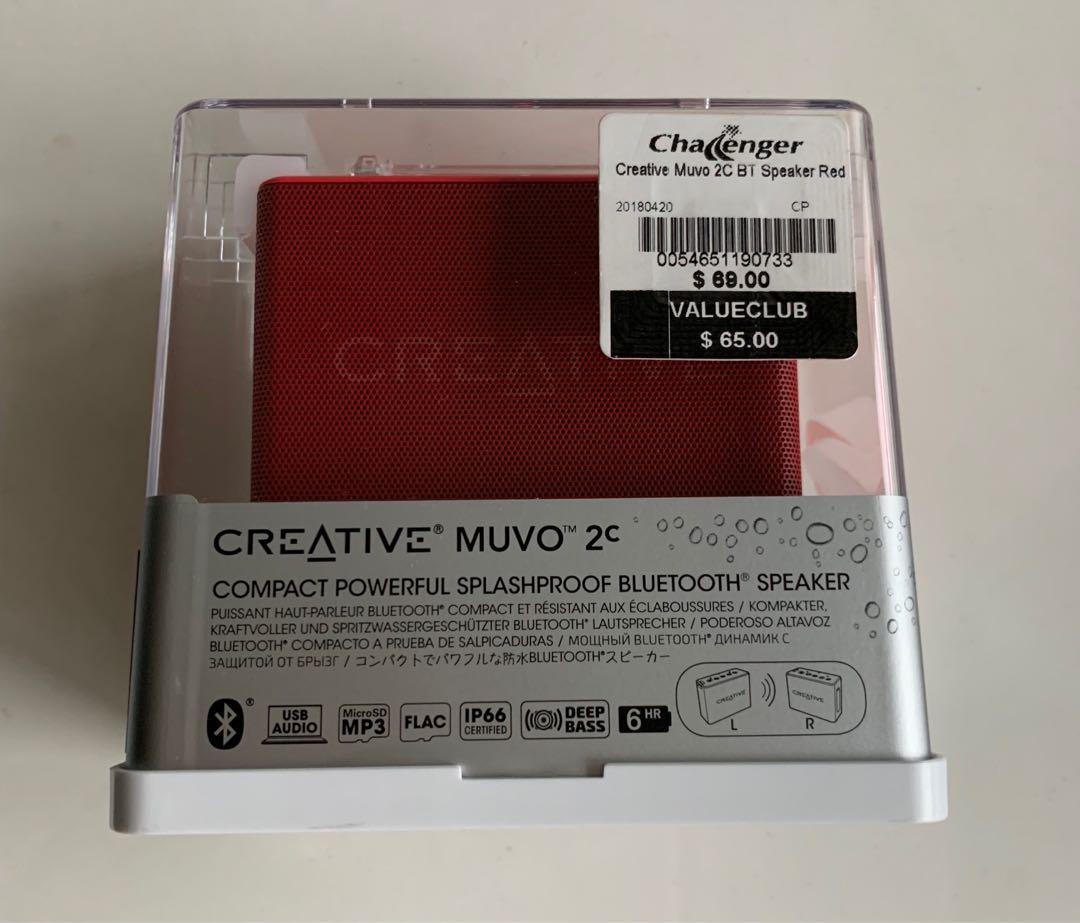 Challenger
Creative Muvo 2C BT Speaker Red
20180420 CP
0054651190733
$ 69.00
VALUECLUB
$ 65.00
CREATIVE
CREATIVE® MUVO™ 2c
COMPACT POWERFUL SPLASHPROOF BLUETOOTH® SPEAKER
PUISSANT HAUT-PARLEUR BLUETOOTH® COMPACT ET RÉSISTANT AUX ÉCLABOUSSURES / KOMPAKTER,
KRAFTVOLLER UND SPRITZWASSERGESCHÜTZTER BLUETOOTH® LAUTSPRECHER / PODEROSO ALTAVOZ
BLUETOOTH® COMPACTO A PRUEBA DE SALPICADURAS / МОЩНЫЙ BLUETOOTH® ДИНАМИК С
ЗАЩИТОЙ ОТ БРЫЗГ / コンパクトでパワフルな防水BLUETOOTH®スピーカー
®
USB
AUDIO
MicroSD
MP3
FLAC
IP66
CERTIFIED
DEEP
BASS
6 HR
CREATIVE
L
CREATIVE
R